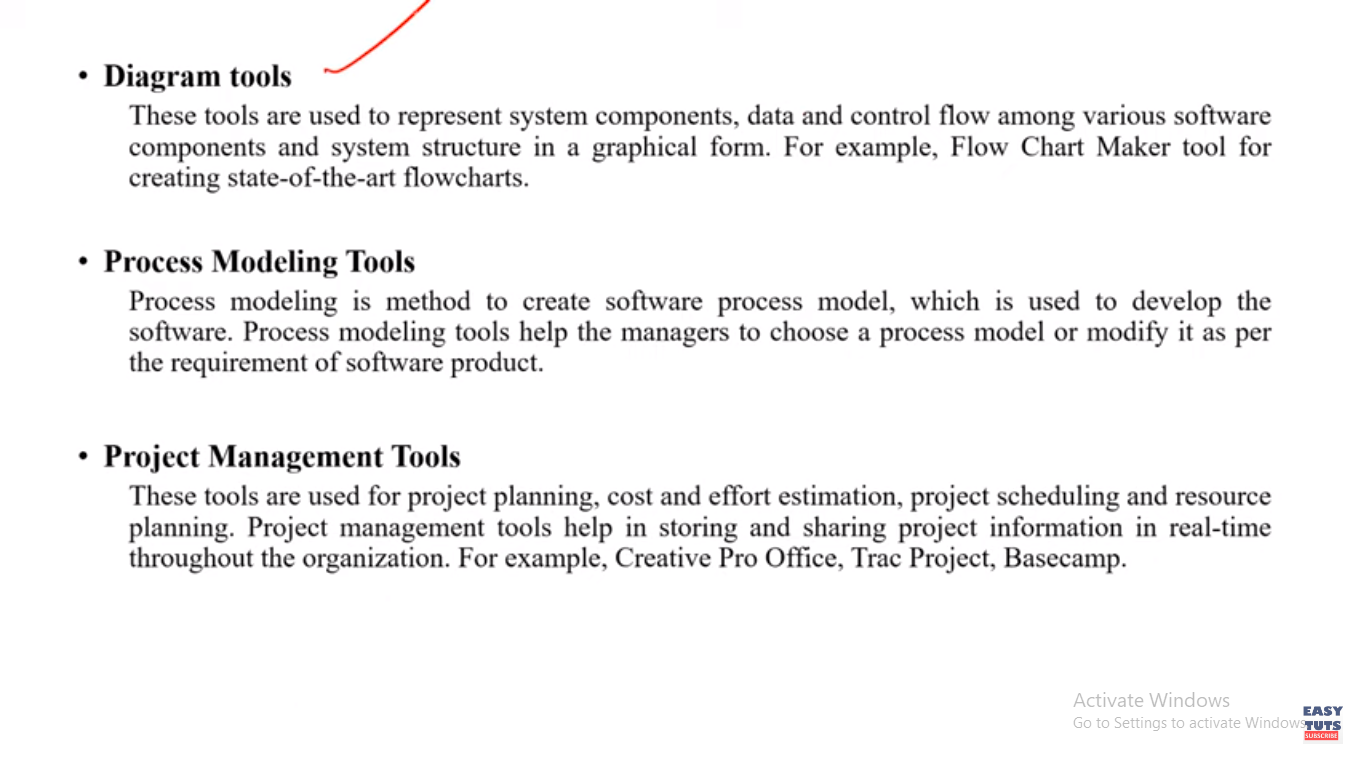 • Diagram tools
These tools are used to represent system components, data and control flow among various software
components and system structure in a graphical form. For example, Flow Chart Maker tool for
creating state-of-the-art flowcharts.
• Process Modeling Tools
Process modeling is method to create software process model, which is used to develop the
software. Process modeling tools help the managers to choose a process model or modify it as per
the requirement of software product.
• Project Management Tools
These tools are used for project planning, cost and effort estimation, project scheduling and resource
planning. Project management tools help in storing and sharing project information in real-time
throughout the organization. For example, Creative Pro Office, Trac Project, Basecamp.
Activate Windows
Go to Settings to activate Windows
EASY
TUTS
SUBSCRIBE